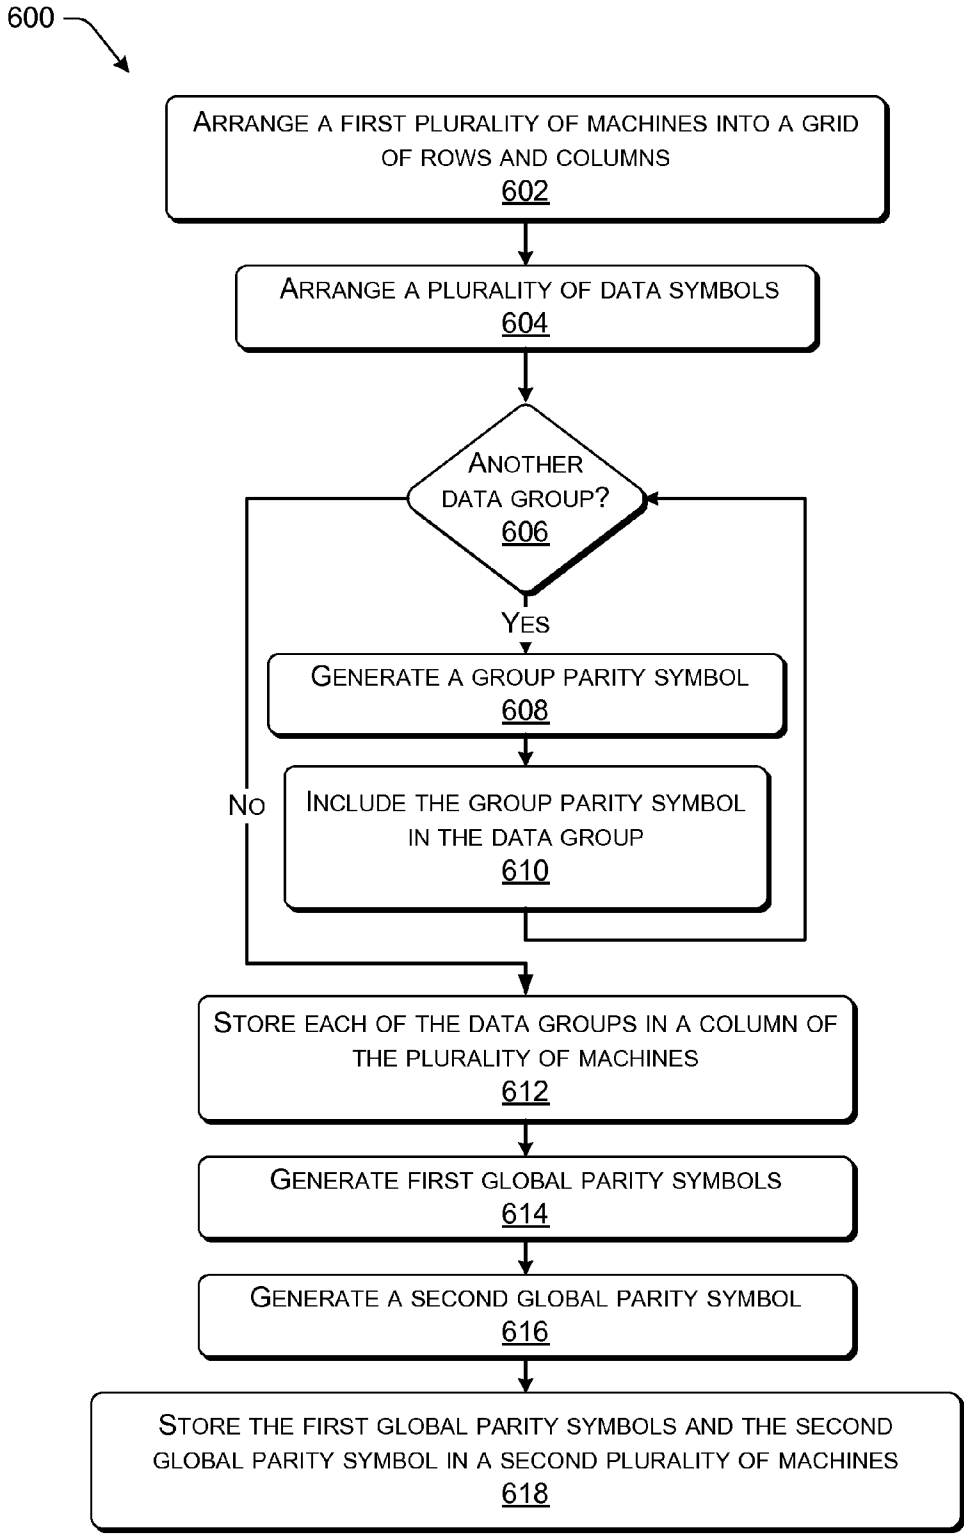 600
ARRANGE A FIRST PLURALITY OF MACHINES INTO A GRID
OF ROWS AND COLUMNS
602
ARRANGE A PLURALITY OF DATA SYMBOLS
604
ANOTHER
DATA GROUP?
606
YES
GENERATE A GROUP PARITY SYMBOL
608
NO
INCLUDE THE GROUP PARITY SYMBOL
IN THE DATA GROUP
610
STORE EACH OF THE DATA GROUPS IN A COLUMN OF
THE PLURALITY OF MACHINES
612
GENERATE FIRST GLOBAL PARITY SYMBOLS
614
GENERATE A SECOND GLOBAL PARITY SYMBOL
616
STORE THE FIRST GLOBAL PARITY SYMBOLS AND THE SECOND
GLOBAL PARITY SYMBOL IN A SECOND PLURALITY OF MACHINES
618